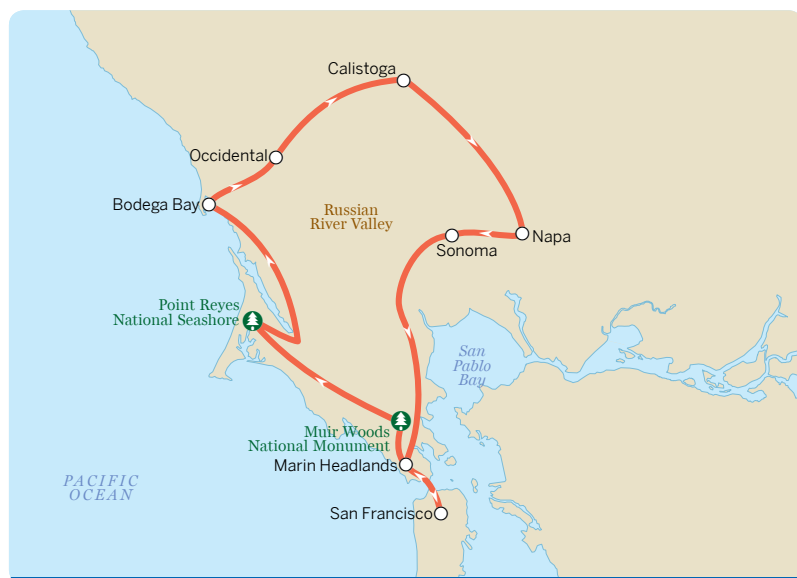 Calistoga
Occidental
Bodega Bay
Russian
River Valley
Napa
Sonoma
Point Reyes
National Seashore
San
Pablo
Bay
Muir Woods
National Monument
Marin Headlands
PACIFIC
OCEAN
San Francisco